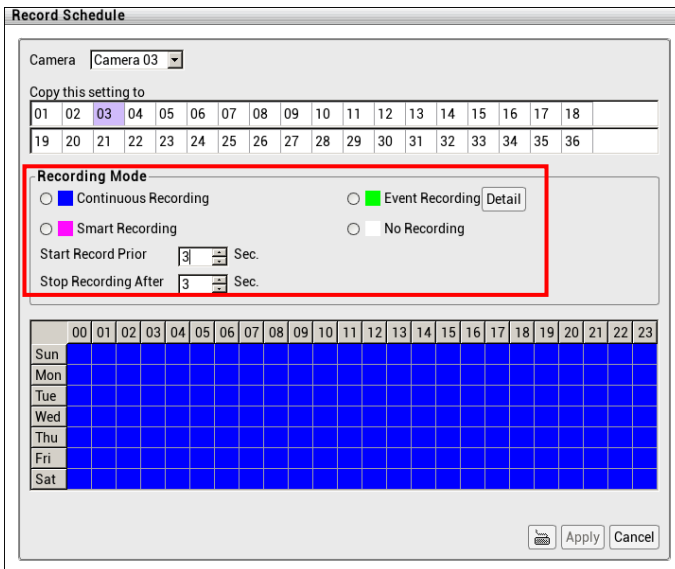 Record Schedule
Camera Camera 03
Copy this setting to
01 02 03 04 05 06 07 08 09 10 11 12 13 14 15 16 17 18
19 20 21 22 23 24 25 26 27 28 29 30 31 32 33 34 35 36
Recording Mode
Continuous Recording Event Recording Detail
Smart Recording No Recording
Start Record Prior 3 Sec.
Stop Recording After 3 Sec.
00 01 02 03 04 05 06 07 08 09 10 11 12 13 14 15 16 17 18 19 20 21 22 23
Sun
Mon
Tue
Wed
Thu
Fri
Sat
Apply Cancel